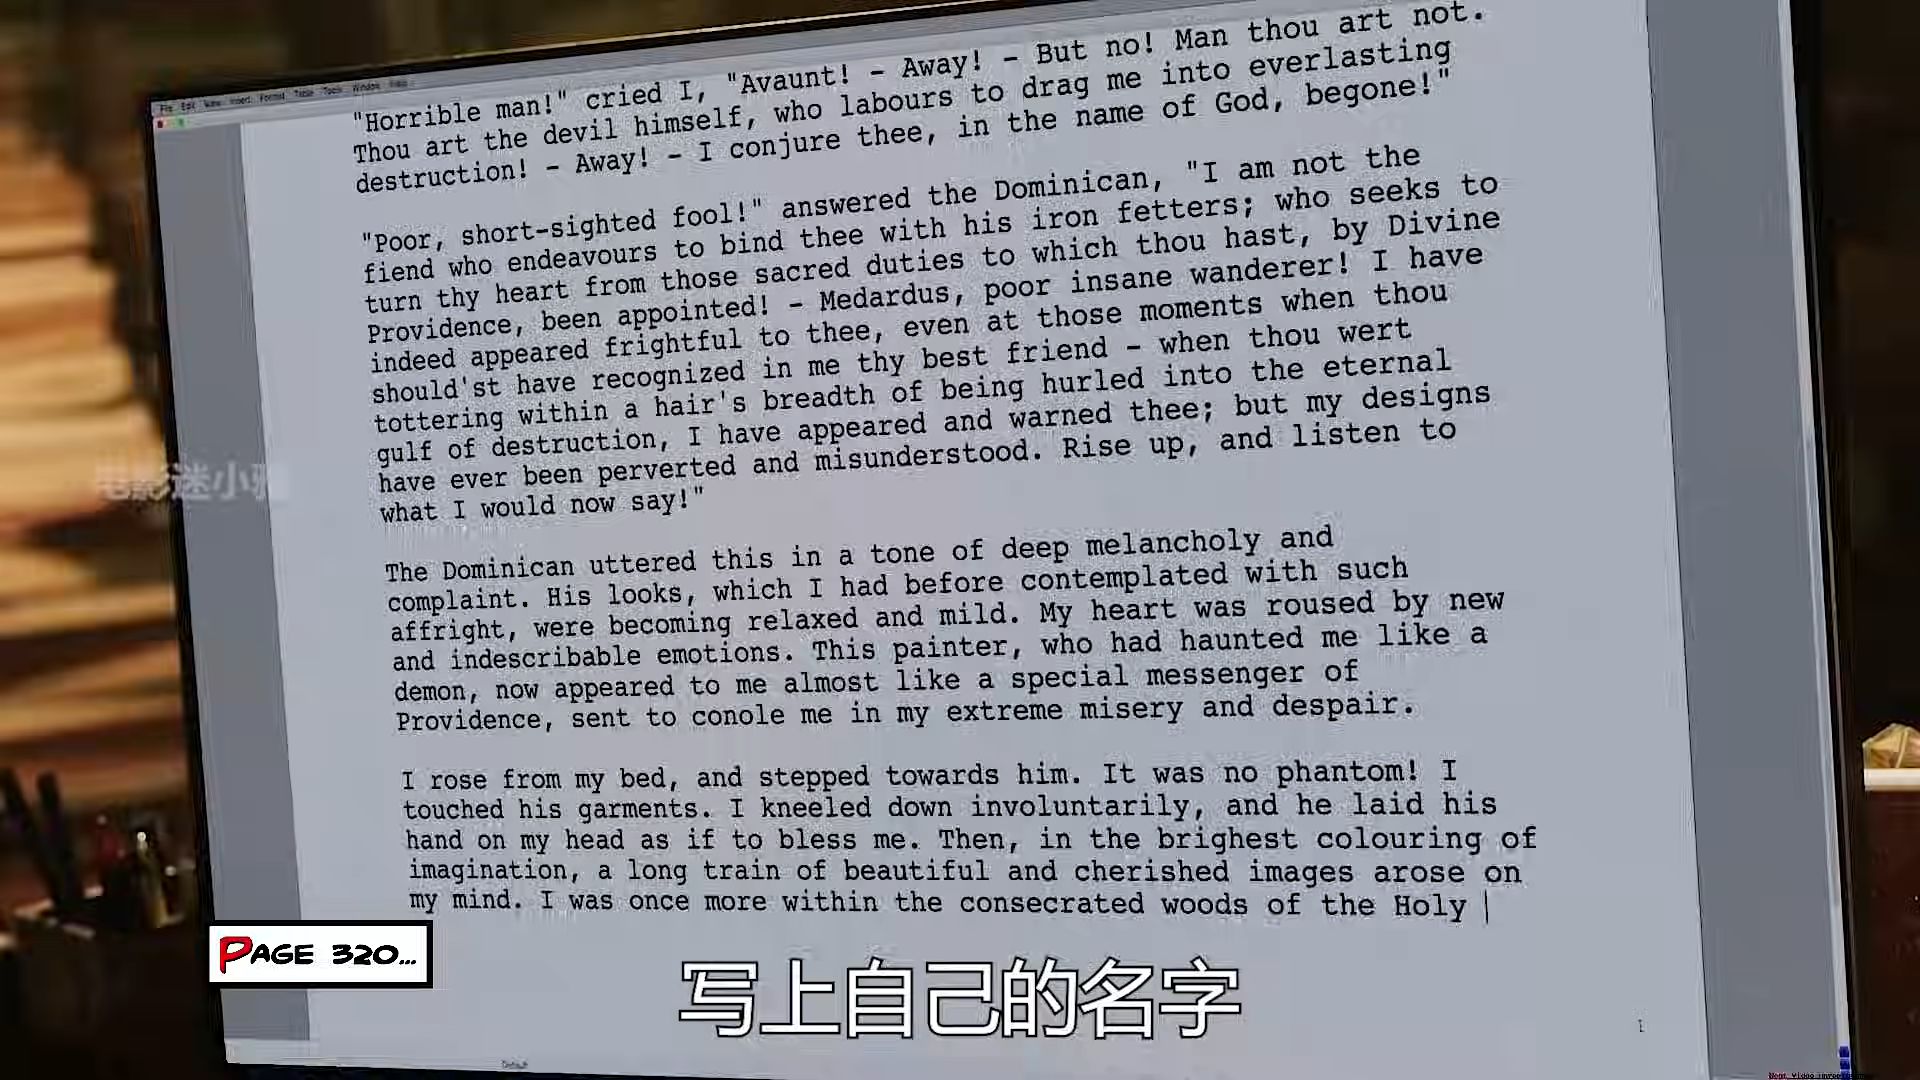 File Edit View Insert Format Table Tools Window Help
"Horrible man!" cried I, "Avaunt! – Away! – But no! Man thou art not.
Thou art the devil himself, who labours to drag me into everlasting
destruction! – Away! – I conjure thee, in the name of God, begone!"
"Poor, short-sighted fool!" answered the Dominican, "I am not the
fiend who endeavours to bind thee with his iron fetters; who seeks to
turn thy heart from those sacred duties to which thou hast, by Divine
Providence, been appointed! – Medardus, poor insane wanderer! I have
indeed appeared frightful to thee, even at those moments when thou
should'st have recognized in me thy best friend – when thou wert
tottering within a hair's breadth of being hurled into the eternal
gulf of destruction, I have appeared and warned thee; but my designs
have ever been perverted and misunderstood. Rise up, and listen to
what I would now say!"
The Dominican uttered this in a tone of deep melancholy and
complaint. His looks, which I had before contemplated with such
affright, were becoming relaxed and mild. My heart was roused by new
and indescribable emotions. This painter, who had haunted me like a
demon, now appeared to me almost like a special messenger of
Providence, sent to conole me in my extreme misery and despair.
I rose from my bed, and stepped towards him. It was no phantom! I
touched his garments. I kneeled down involuntarily, and he laid his
hand on my head as if to bless me. Then, in the brighest colouring of
imagination, a long train of beautiful and cherished images arose on
my mind. I was once more within the consecrated woods of the Holy
电影迷小
PAGE 320...
写上自己的名字